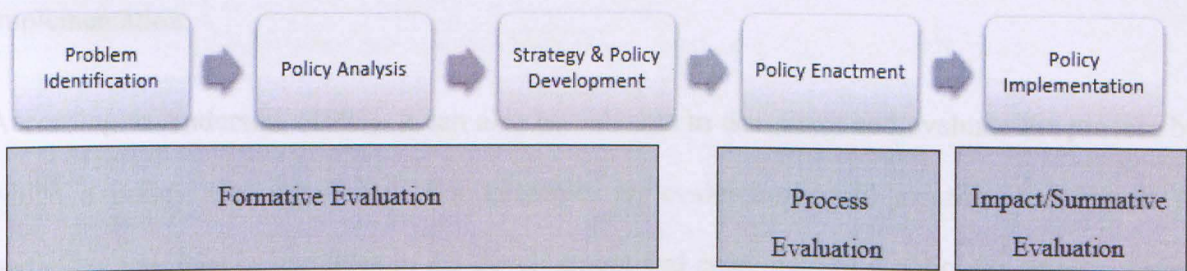 Problem
Identification
Policy Analysis
Strategy & Policy
Development
Policy Enactment
Policy
Implementation
Formative Evaluation
Process
Evaluation
Impact/Summative
Evaluation